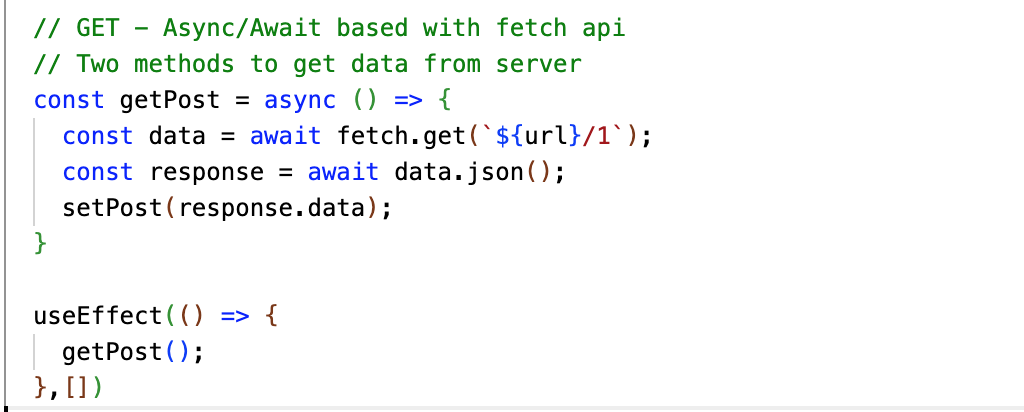 // GET – Async/Await based with fetch api
// Two methods to get data from server
const getPost = async () => {
  const data = await fetch.get(`${url}/1`);
  const response = await data.json();
  setPost(response.data);
}
useEffect(() => {
  getPost();
},[])